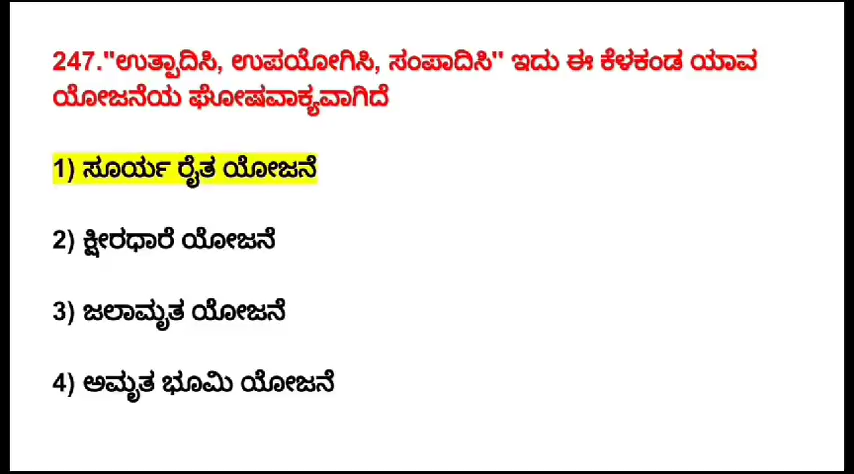 247."ಉತ್ಪಾದಿಸಿ, ಉಪಯೋಗಿಸಿ, ಸಂಪಾದಿಸಿ" ಇದು ಈ ಕೆಳಕಂಡ ಯಾವ
ಯೋಜನೆಯ ಘೋಷವಾಕ್ಯವಾಗಿದೆ
1) ಸೂರ್ಯ ರೈತ ಯೋಜನೆ
2) ಕ್ಷೀರಧಾರೆ ಯೋಜನೆ
3) ಜಲಾಮೃತ ಯೋಜನೆ
4) ಅಮೃತ ಭೂಮಿ ಯೋಜನೆ